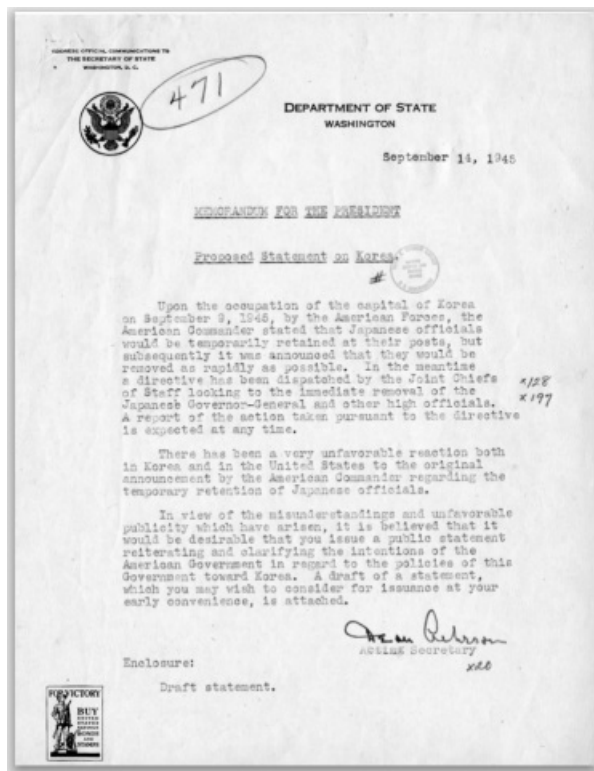 ADDRESS OFFICIAL COMMUNICATIONS TO
THE SECRETARY OF STATE
WASHINGTON, D. C.
471
DEPARTMENT OF STATE
WASHINGTON
September 14, 1945
MEMORANDUM FOR THE PRESIDENT
Proposed Statement on Korea.
#
Upon the occupation of the capital of Korea
on September 9, 1945, by the American Forces, the
American Commander stated that Japanese officials
would be temporarily retained at their posts, but
subsequently it was announced that they would be
removed as rapidly as possible. In the meantime
a directive has been dispatched by the Joint Chiefs
of Staff looking to the immediate removal of the
Japanese Governor-General and other high officials.
A report of the action taken pursuant to the directive
is expected at any time.
x128
x197
There has been a very unfavorable reaction both
in Korea and in the United States to the original
announcement by the American Commander regarding the
temporary retention of Japanese officials.
In view of the misunderstandings and unfavorable
publicity which have arisen, it is believed that it
would be desirable that you issue a public statement
reiterating and clarifying the intentions of the
American Government in regard to the policies of this
Government toward Korea. A draft of a statement,
which you may wish to consider for issuance at your
early convenience, is attached.
Dean Acheson
Acting Secretary
x20
Enclosure:
Draft statement.
FOR VICTORY
BUY
UNITED
STATES
BONDS
AND
STAMPS